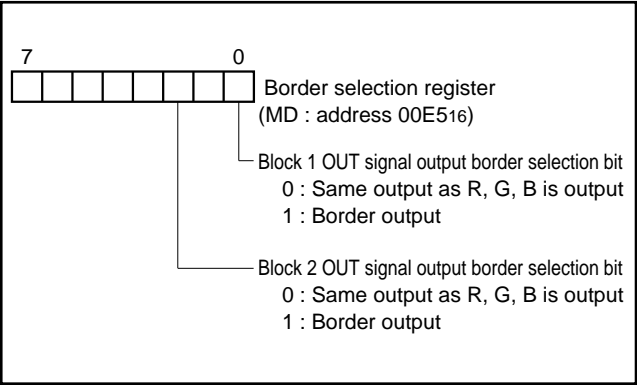 7 0
Border selection register
(MD : address 00E516)
Block 1 OUT signal output border selection bit
0 : Same output as R, G, B is output
1 : Border output
Block 2 OUT signal output border selection bit
0 : Same output as R, G, B is output
1 : Border output